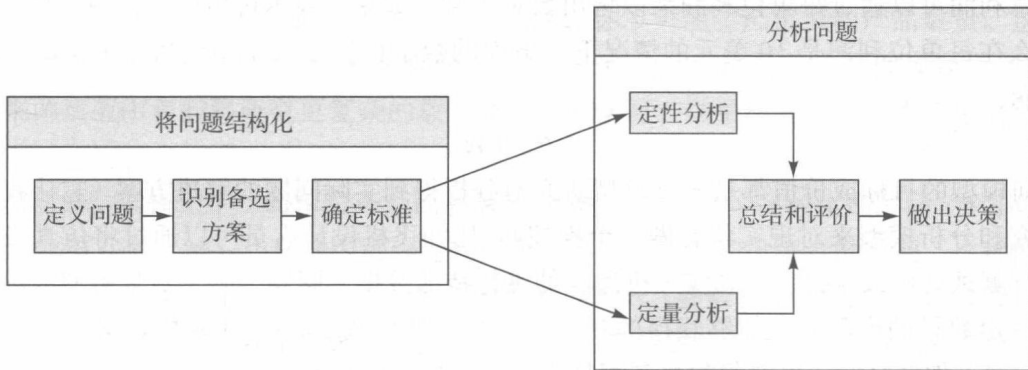 分析问题
将问题结构化
定义问题
识别备选
方案
确定标准
定性分析
定量分析
总结和评价
做出决策